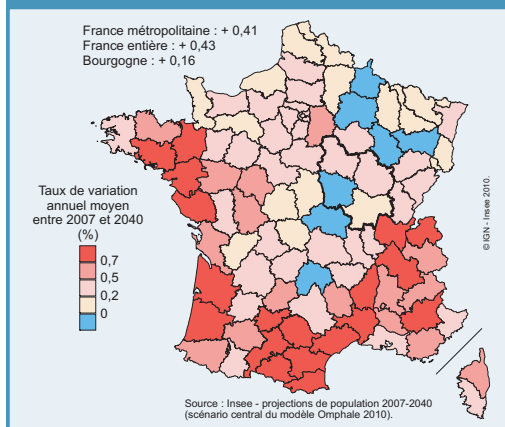 France métropolitaine : + 0,41
France entière : + 0,43
Bourgogne : + 0,16
Taux de variation
annuel moyen
entre 2007 et 2040
(%)
0,7
0,5
0,2
0
© IGN - Insee 2010.
Source : Insee - projections de population 2007-2040
(scénario central du modèle Omphale 2010).